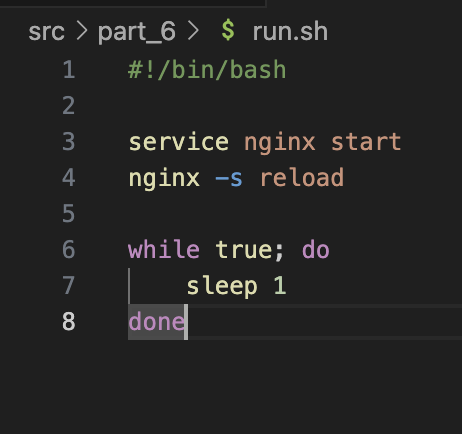 src > part_6 > $ run.sh
1 #!/bin/bash
2
3 service nginx start
4 nginx -s reload
5
6 while true; do
7     sleep 1
8 done